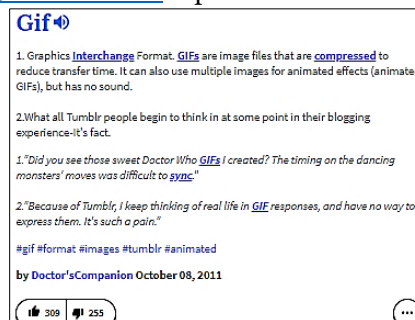 Gif
1. Graphics Interchange Format. GIFs are image files that are compressed to
reduce transfer time. It can also use multiple images for animated effects (animate
GIFs), but has no sound.
2.What all Tumblr people begin to think in at some point in their blogging
experience-It's fact.
1."Did you see those sweet Doctor Who GIFs I created? The timing on the dancing
monsters' moves was difficult to sync."
2."Because of Tumblr, I keep thinking of real life in GIF responses, and have no way to
express them. It's such a pain."
#gif #format #images #tumblr #animated
by Doctor'sCompanion October 08, 2011
309 255